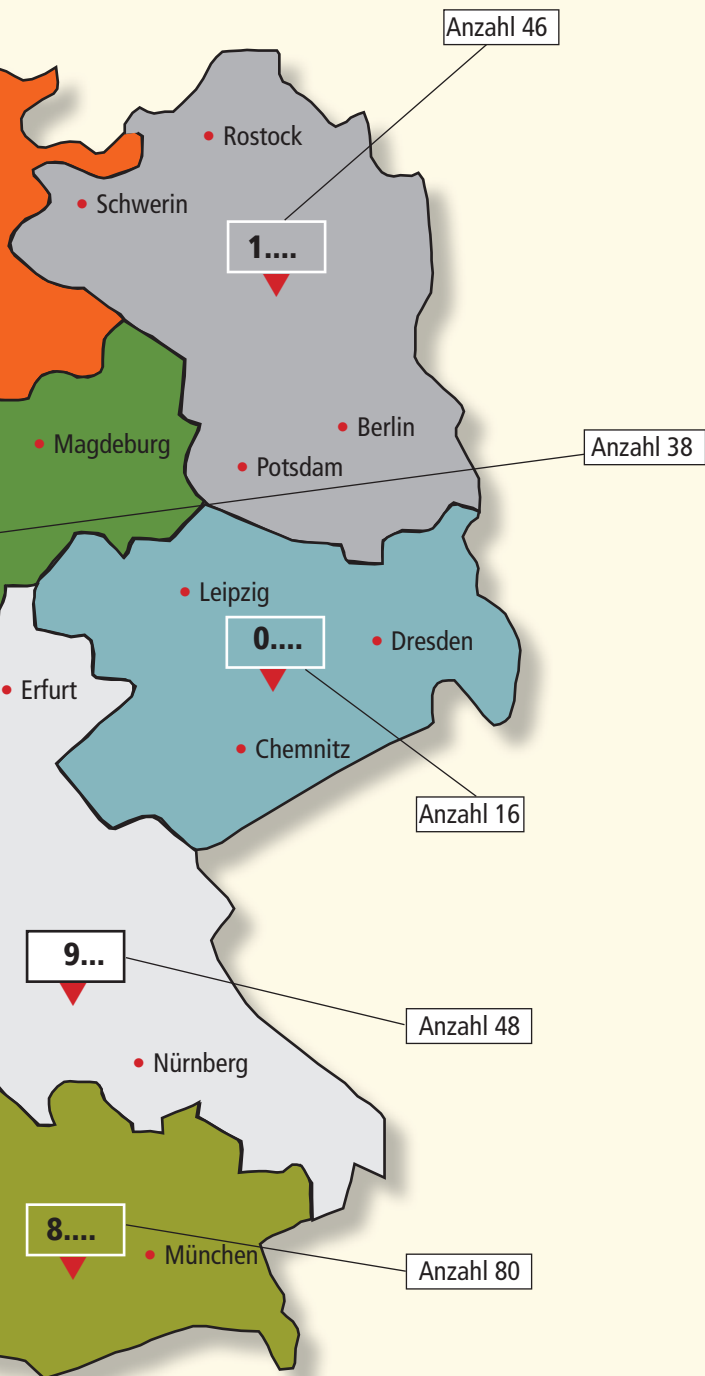 Anzahl 46
Rostock
Schwerin
1....
Berlin
Magdeburg
Anzahl 38
Potsdam
Leipzig
0....
Dresden
Erfurt
Chemnitz
Anzahl 16
9...
Anzahl 48
Nürnberg
8....
München
Anzahl 80